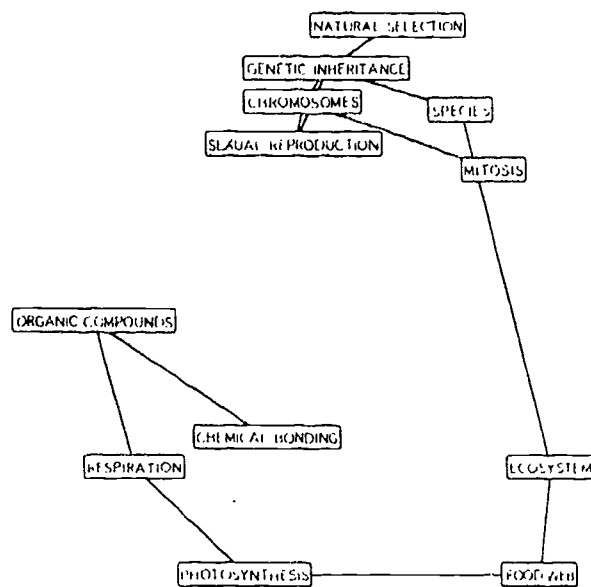 NATURAL SELECTION
GENETIC INHERITANCE
CHROMOSOMES
SPECIES
SEXUAL REPRODUCTION
MITOSIS
ORGANIC COMPOUNDS
CHEMICAL BONDING
RESPIRATION
ECOSYSTEM
PHOTOSYNTHESIS
FOOD WEB